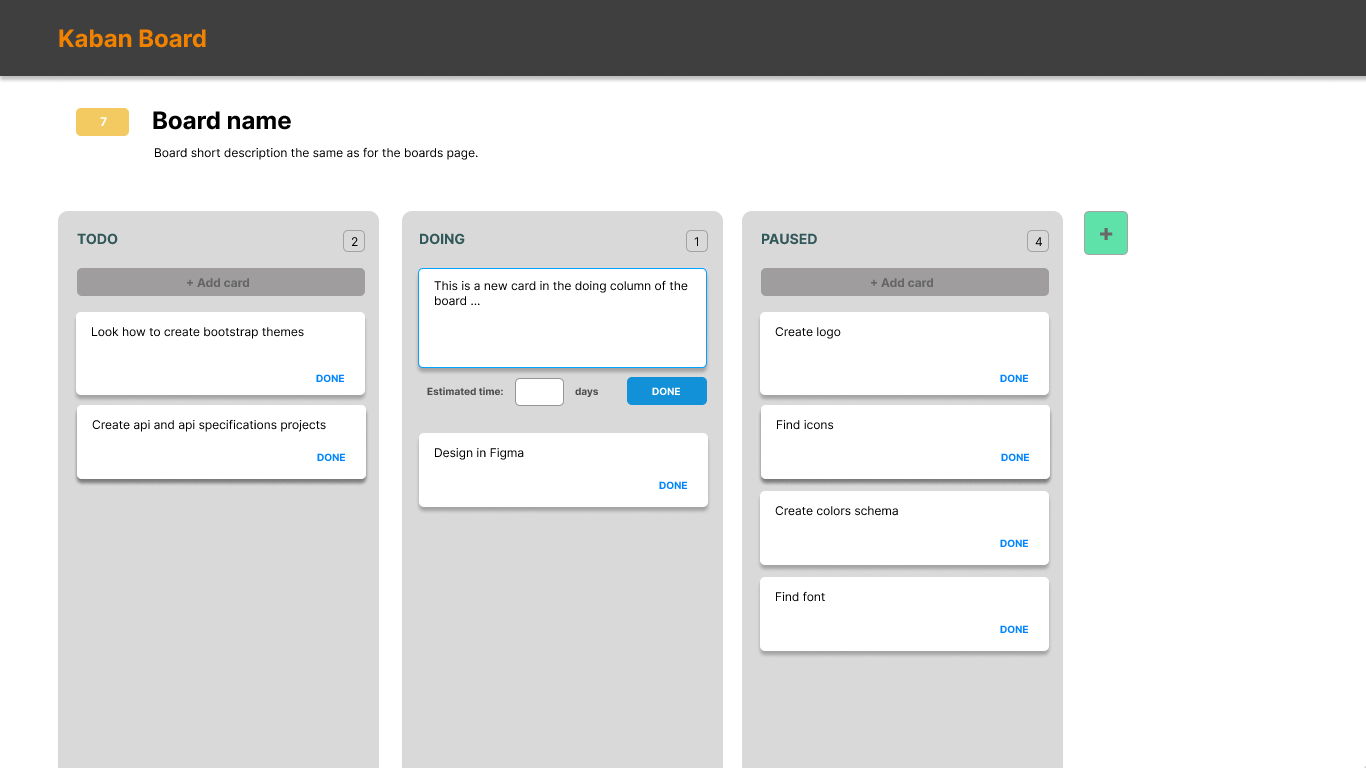 Kaban Board
7
Board name
Board short description the same as for the boards page.
TODO
2
+ Add card
Look how to create bootstrap themes
DONE
Create api and api specifications projects
DONE
DOING
1
This is a new card in the doing column of the
board ...
Estimated time:
days
DONE
Design in Figma
DONE
PAUSED
4
+ Add card
Create logo
DONE
Find icons
DONE
Create colors schema
DONE
Find font
DONE
+